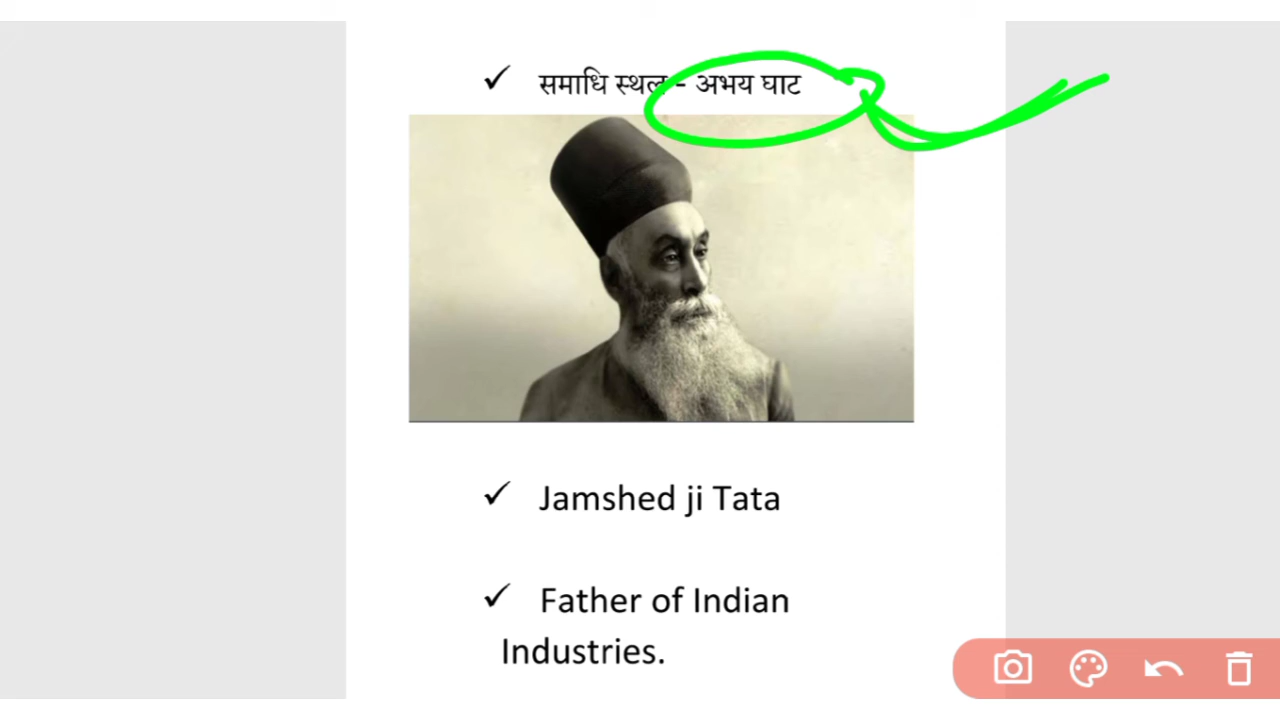 ✓ समाधि स्थल - अभय घाट
✓ Jamshed ji Tata
✓ Father of Indian
Industries.